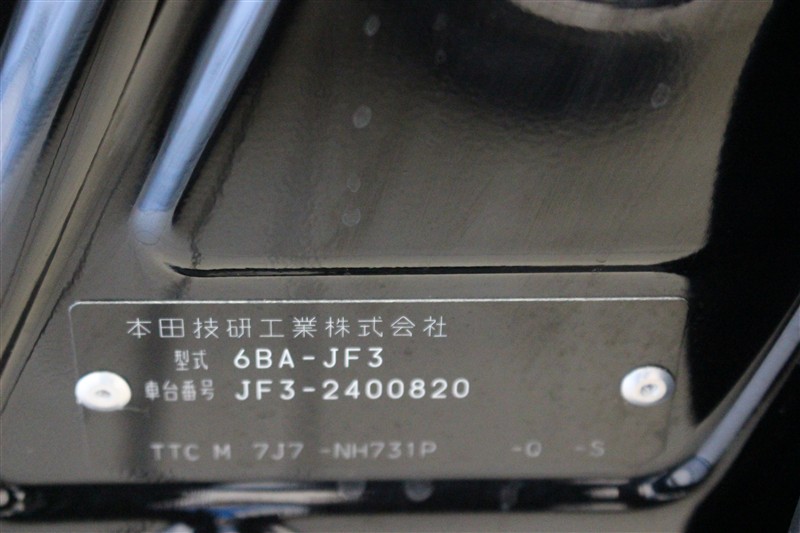 本田技研工業株式会社
型式 6BA-JF3
車台番号 JF3-2400820
TTC M 7J7 -NH731P -Q -S